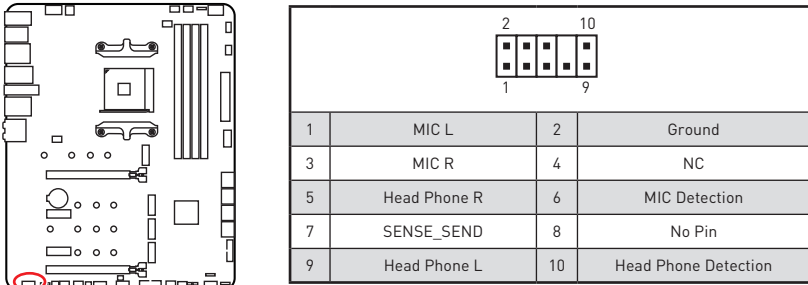 2 10
1 9
1 MIC L 2 Ground
3 MIC R 4 NC
5 Head Phone R 6 MIC Detection
7 SENSE_SEND 8 No Pin
9 Head Phone L 10 Head Phone Detection